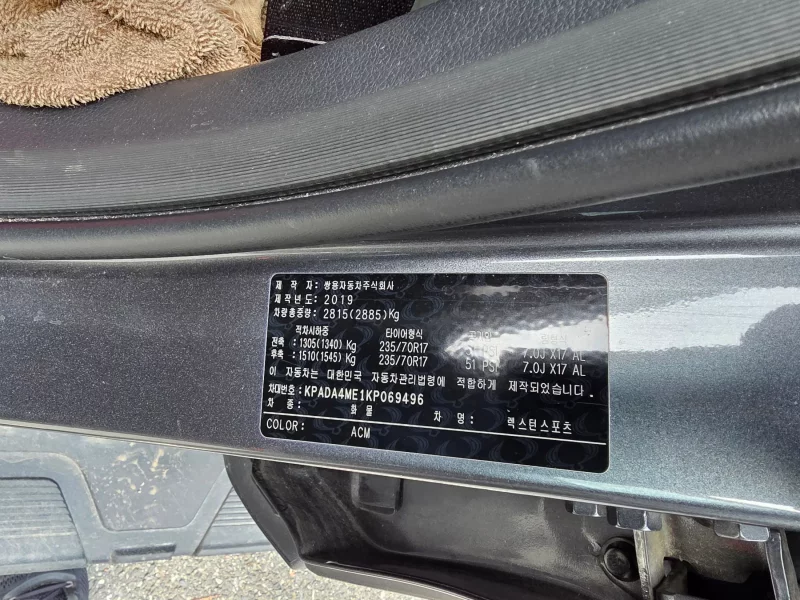 제 작 자: 쌍용자동차주식회사
제작년도: 2019
차량총중량: 2815(2885)Kg
적차시하중 타이어형식
전축: 1305(1340) Kg 235/70R17 PSI 7.0J X17 AL
후축: 1510(1545) Kg 235/70R17 51 PSI 7.0J X17 AL
이 자동차는 대한민국 자동차관리법령에 적합하게 제작되었습니다.
차대번호: KPADA4ME1KP069496
차 종: 화물 차 명: 렉스턴스포츠
COLOR: ACM